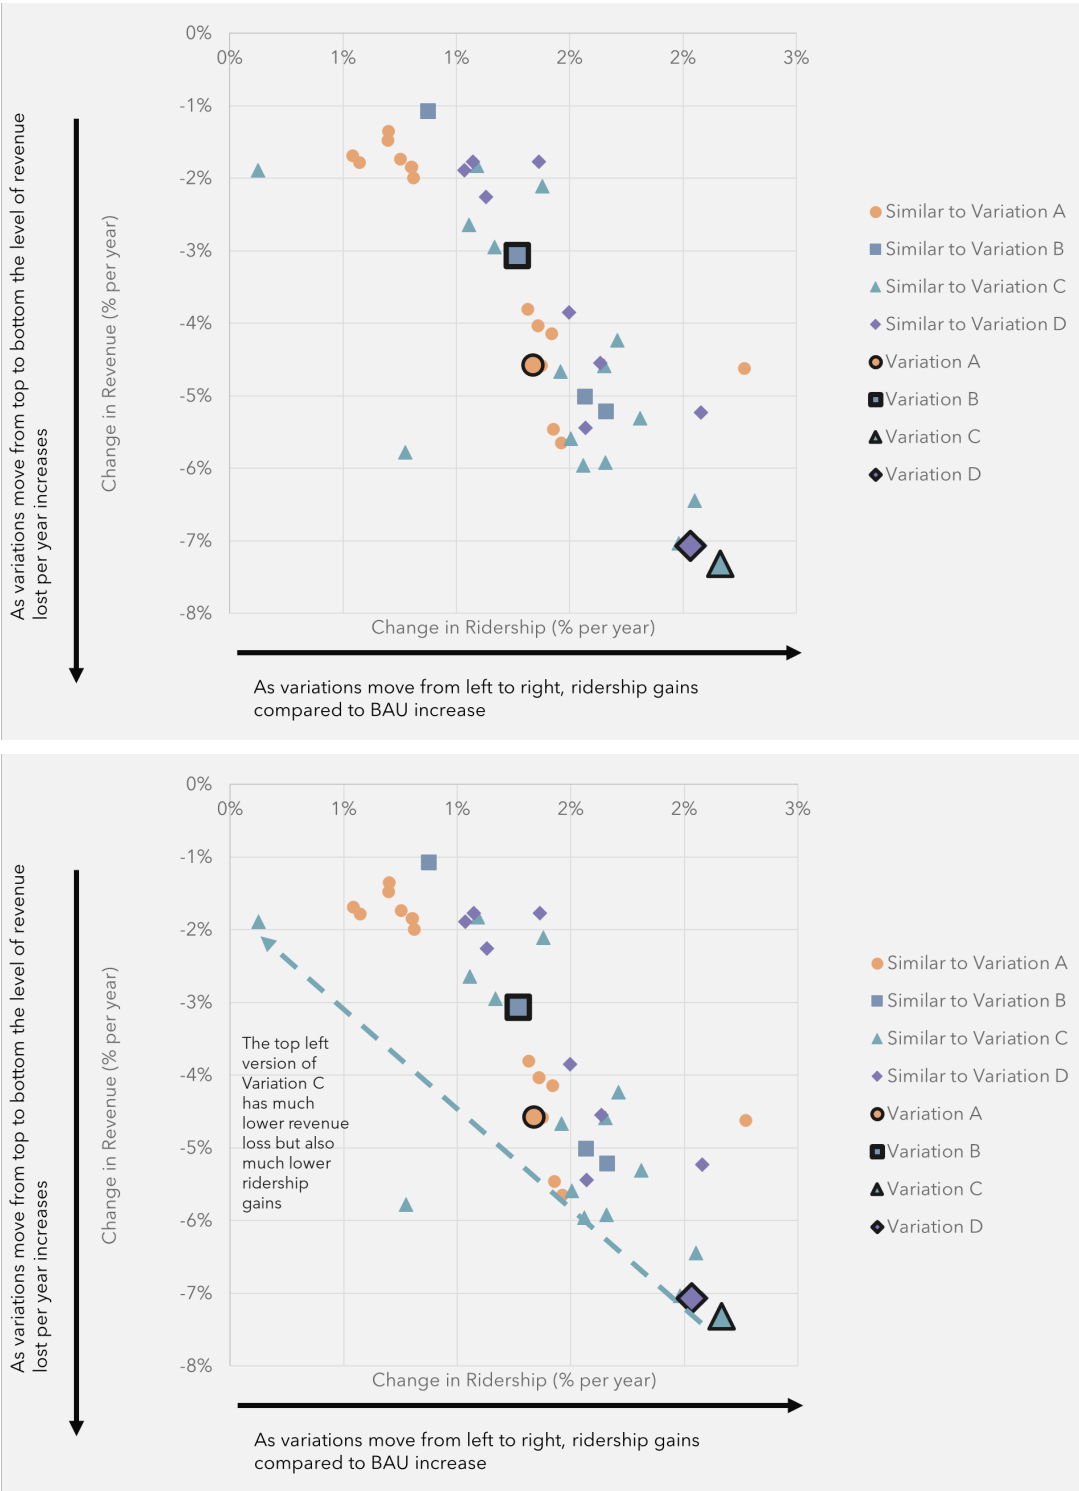 0%
0%
1%
1%
2%
2%
3%
-1%
-2%
-3%
-4%
-5%
-6%
-7%
-8%
As variations move from top to bottom the level of revenue
lost per year increases
Change in Revenue (% per year)
Similar to Variation A
Similar to Variation B
Similar to Variation C
Similar to Variation D
Variation A
Variation B
Variation C
Variation D
Change in Ridership (% per year)
As variations move from left to right, ridership gains
compared to BAU increase
0%
0%
1%
1%
2%
2%
3%
-1%
-2%
-3%
-4%
-5%
-6%
-7%
-8%
As variations move from top to bottom the level of revenue
lost per year increases
Change in Revenue (% per year)
The top left
version of
Variation C
has much
lower revenue
loss but also
much lower
ridership
gains
Similar to Variation A
Similar to Variation B
Similar to Variation C
Similar to Variation D
Variation A
Variation B
Variation C
Variation D
Change in Ridership (% per year)
As variations move from left to right, ridership gains
compared to BAU increase